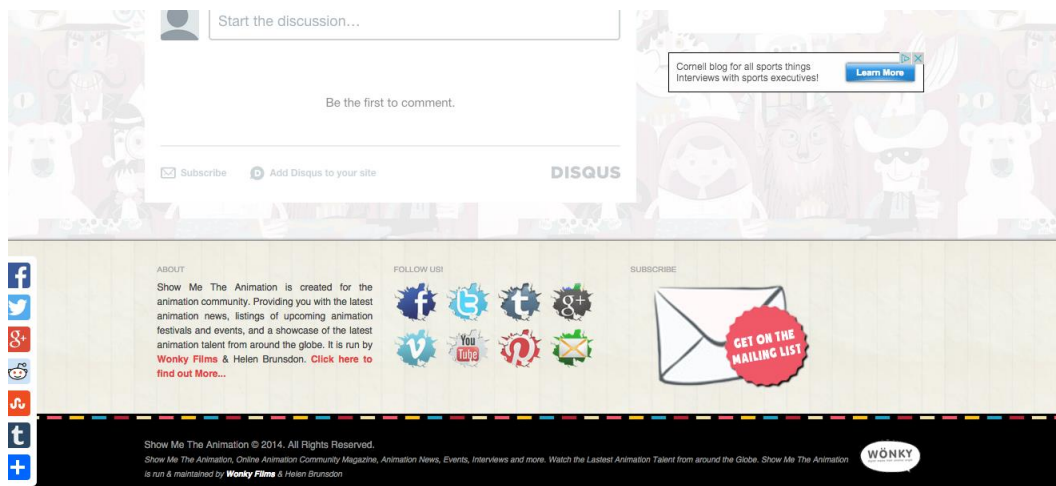 Start the discussion…
Cornell blog for all sports things
Interviews with sports executives!
Learn More
Be the first to comment.
Subscribe
Add Disqus to your site
DISQUS
ABOUT
Show Me The Animation is created for the
animation community. Providing you with the latest
animation news, listings of upcoming animation
festivals and events, and a showcase of the latest
animation talent from around the globe. It is run by
Wonky Films & Helen Brunsdon. Click here to
find out More...
FOLLOW US!
g+
You
Tube
SUBSCRIBE
GET ON THE
MAILING LIST
g+
Show Me The Animation © 2014. All Rights Reserved.
Show Me The Animation, Online Animation Community Magazine, Animation News, Events, Interviews and more. Watch the Lastest Animation Talent from around the Globe. Show Me The Animation
is run & maintained by Wonky Films & Helen Brunsdon
WÖNKY